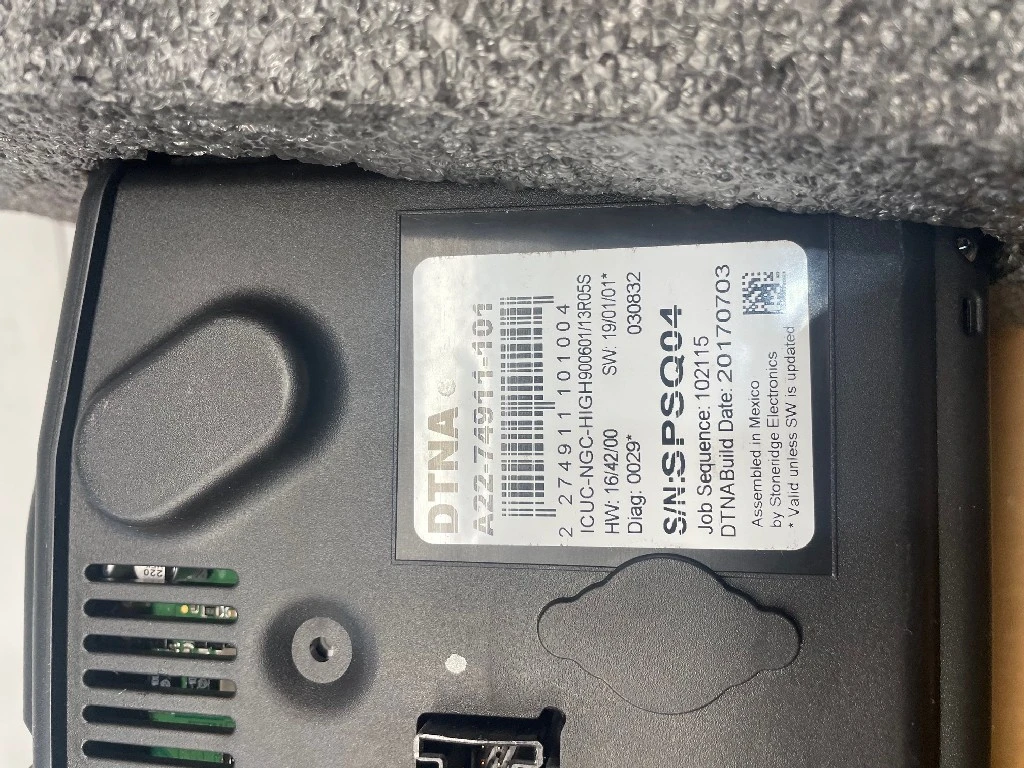 DTNA
A22-74911-101
2 274911 101004
ICUC-NGC-HIGH900601/13R05S
HW: 16/42/00 SW: 19/01/01*
Diag: 0029* 030832
S/N:SPSQ04
Job Sequence: 102115
DTNABuild Date: 20170703
Assembled in Mexico
by Stoneridge Electronics
* Valid unless SW is updated
220